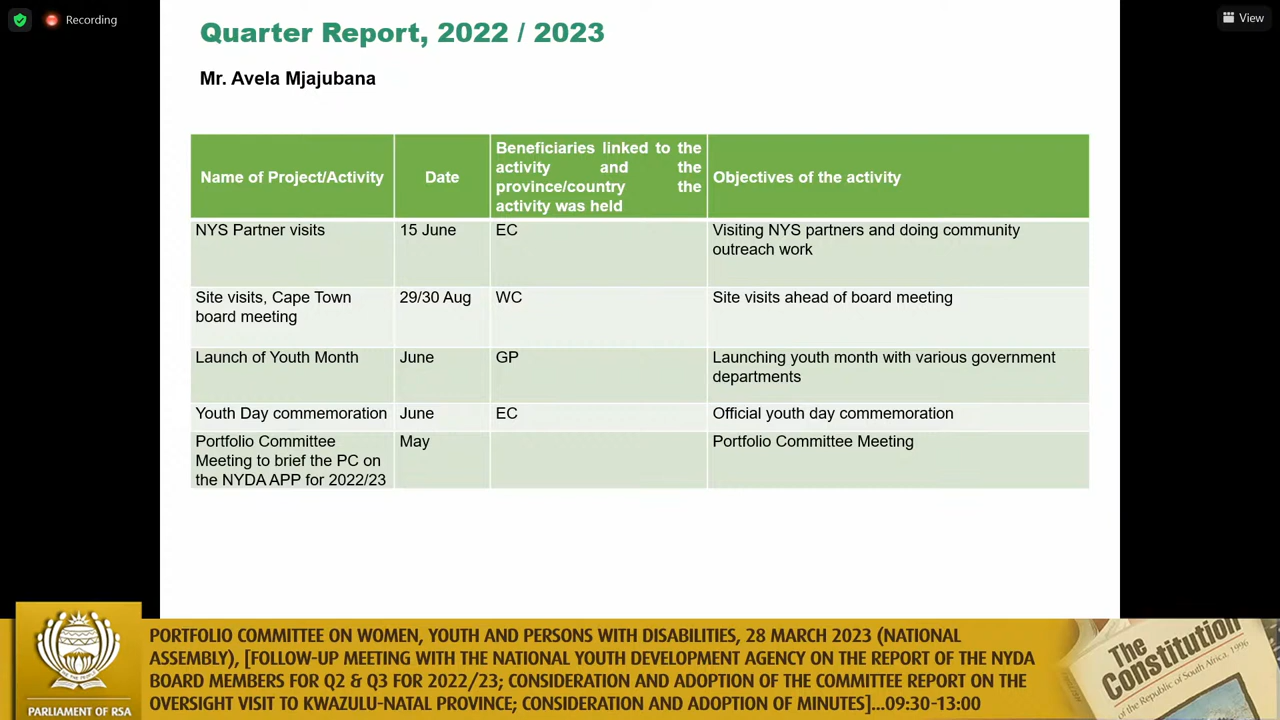 Recording
View
Quarter Report, 2022 / 2023
Mr. Avela Mjajubana
Name of Project/Activity
Date
Beneficiaries linked to the
activity and the
province/country the
activity was held
Objectives of the activity
NYS Partner visits
15 June
EC
Visiting NYS partners and doing community
outreach work
Site visits, Cape Town
board meeting
29/30 Aug
WC
Site visits ahead of board meeting
Launch of Youth Month
June
GP
Launching youth month with various government
departments
Youth Day commemoration
June
EC
Official youth day commemoration
Portfolio Committee
Meeting to brief the PC on
the NYDA APP for 2022/23
May
Portfolio Committee Meeting
PARLIAMENT OF RSA
PORTFOLIO COMMITTEE ON WOMEN, YOUTH AND PERSONS WITH DISABILITIES, 28 MARCH 2023 (NATIONAL
ASSEMBLY), [FOLLOW-UP MEETING WITH THE NATIONAL YOUTH DEVELOPMENT AGENCY ON THE REPORT OF THE NYDA
BOARD MEMBERS FOR Q2 & Q3 FOR 2022/23; CONSIDERATION AND ADOPTION OF THE COMMITTEE REPORT ON THE
OVERSIGHT VISIT TO KWAZULU-NATAL PROVINCE; CONSIDERATION AND ADOPTION OF MINUTES]...09:30-13:00
The
Constitution
of the Republic of South Africa, 1996